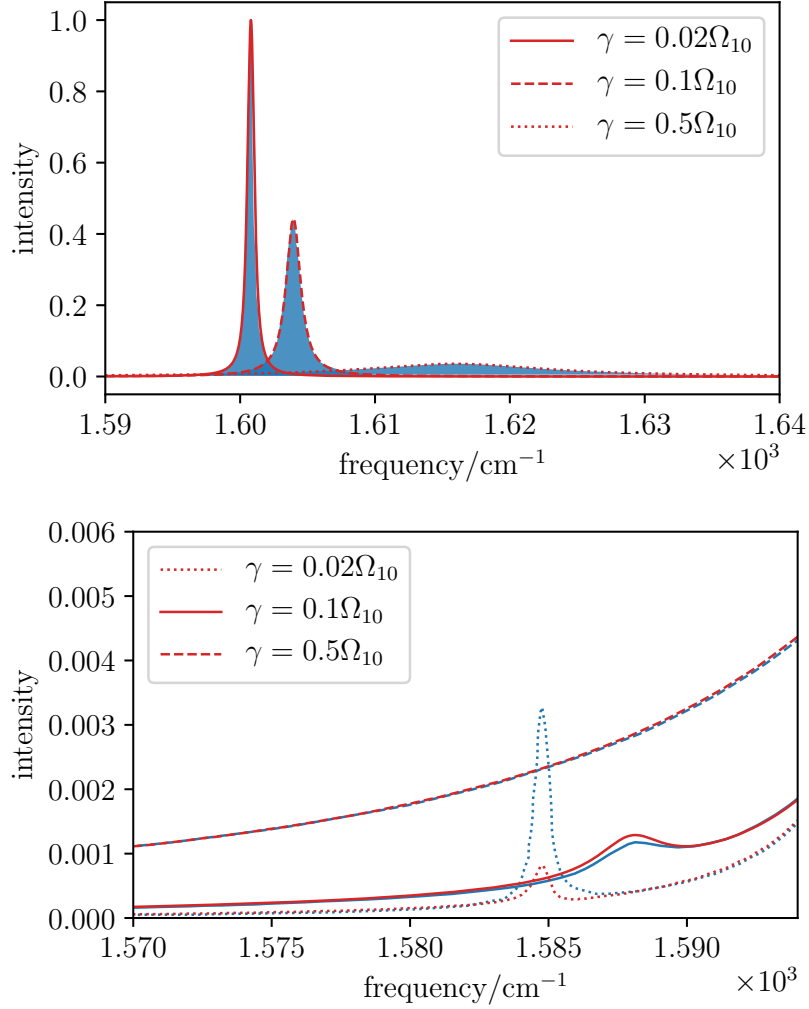 1.0
0.8
0.6
0.4
0.2
0.0
intensity
γ = 0.02Ω₁₀
γ = 0.1Ω₁₀
γ = 0.5Ω₁₀
1.59 1.60 1.61 1.62 1.63 1.64
frequency/cm⁻¹ ×10³
0.006
0.005
0.004
0.003
0.002
0.001
0.000
intensity
γ = 0.02Ω₁₀
γ = 0.1Ω₁₀
γ = 0.5Ω₁₀
1.570 1.575 1.580 1.585 1.590
frequency/cm⁻¹ ×10³